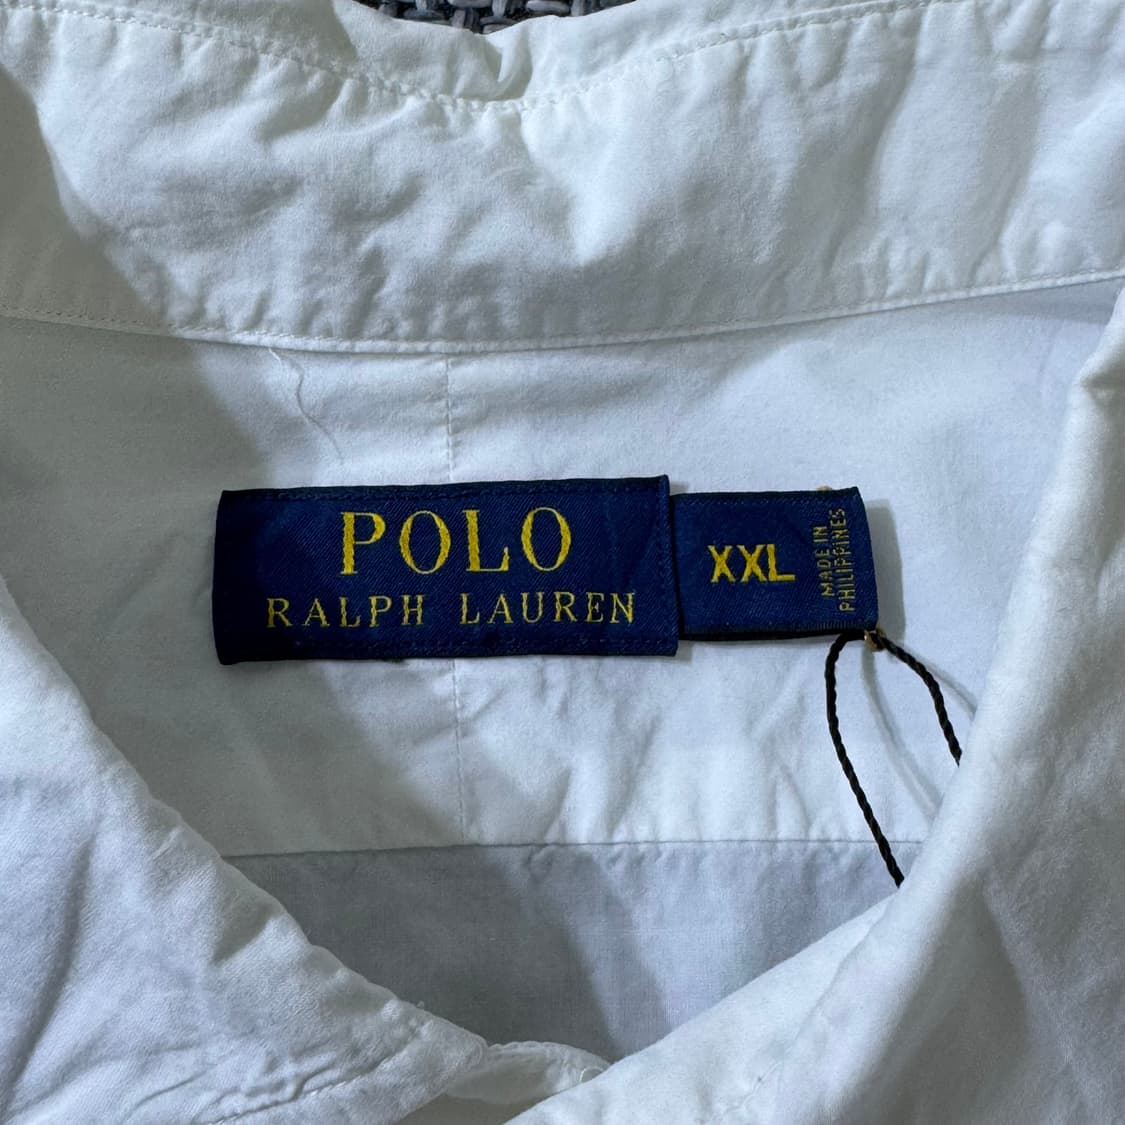 POLO
RALPH LAUREN
XXL
MADE IN
PHILIPPINES